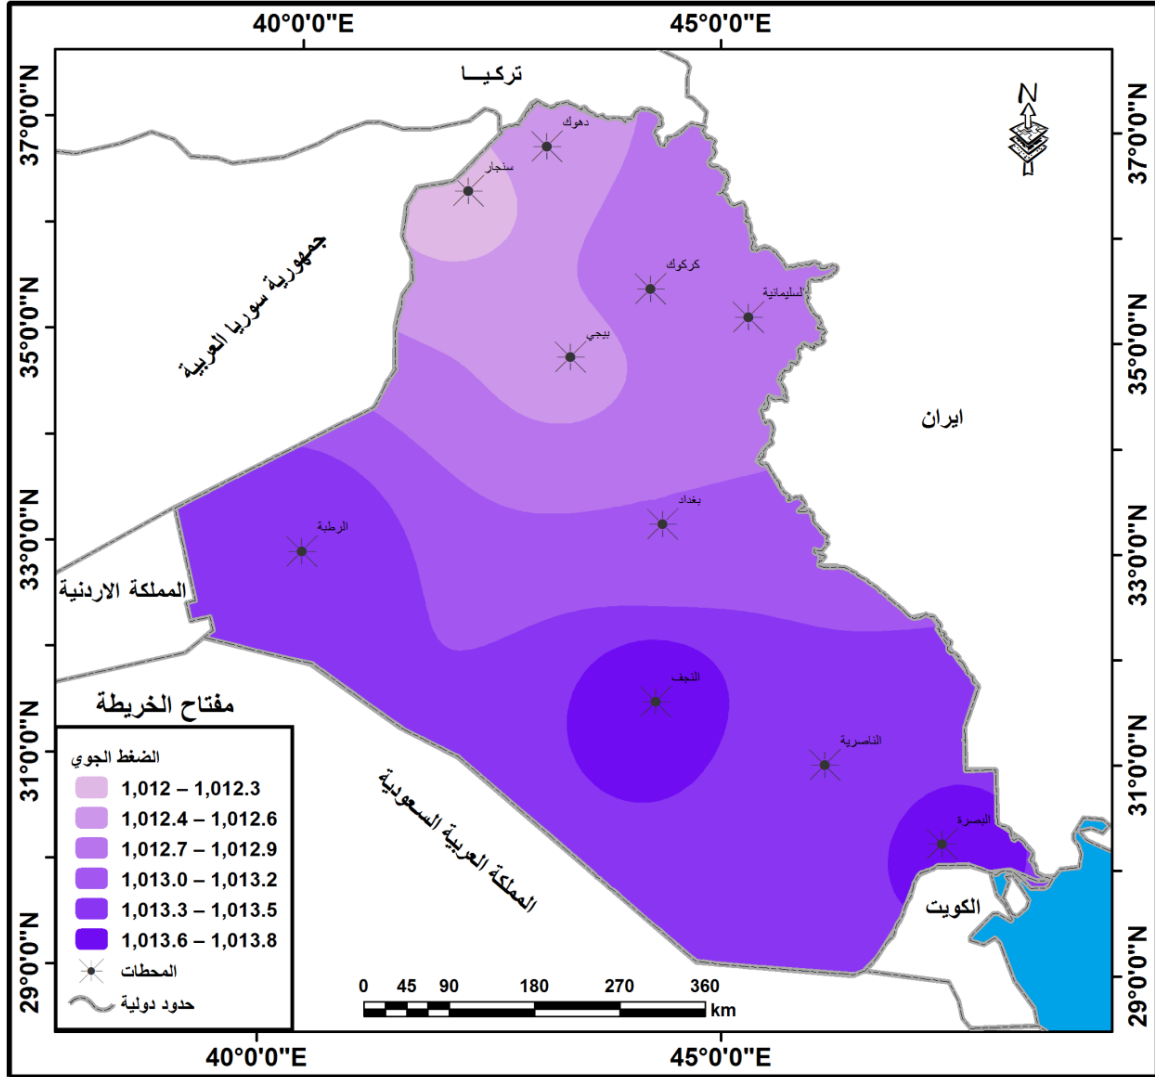 40°0'0"E 45°0'0"E
N
تركيـــا
دهوك
سنجار
37°0'0"N 37°0'0"N
جمهورية سوريا العربية
كركوك
السليمانية
بيجي
35°0'0"N 35°0'0"N
ايران
بغداد
الرطبة
33°0'0"N 33°0'0"N
المملكة الاردنية
النجف
الناصرية
31°0'0"N 31°0'0"N
البصرة
المملكة العربية السعودية
الكويت
29°0'0"N 29°0'0"N
مفتاح الخريطة
الضغط الجوي
1,012 – 1,012.3
1,012.4 – 1,012.6
1,012.7 – 1,012.9
1,013.0 – 1,013.2
1,013.3 – 1,013.5
1,013.6 – 1,013.8
المحطات
حدود دولية
0 45 90 180 270 360
km
40°0'0"E 45°0'0"E